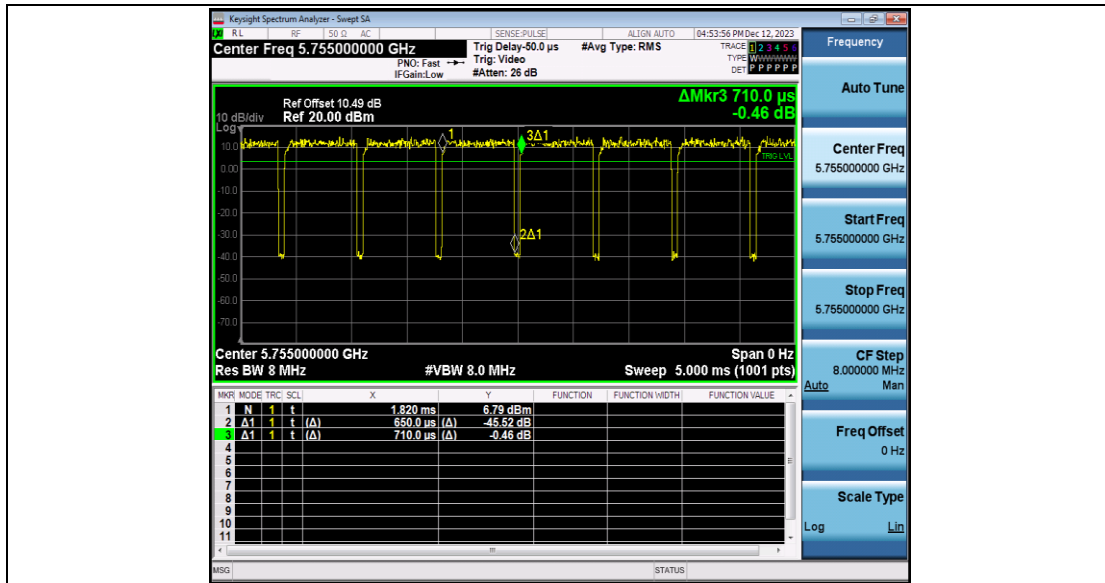 Keysight Spectrum Analyzer - Swept SA
RL RF 50 Ω AC SENSE:PULSE ALIGN AUTO 04:53:56 PM Dec 12, 2023
Center Freq 5.755000000 GHz
PNO: Fast
IFGain:Low
Trig Delay-50.0 µs
Trig: Video
#Atten: 26 dB
#Avg Type: RMS
TRACE 1 2 3 4 5 6
TYPE WWWWWW
DET P P P P P P
ΔMkr3 710.0 µs
-0.46 dB
Ref Offset 10.49 dB
10 dB/div Ref 20.00 dBm
Log
1
3Δ1
TRIG LVL
10.0
0.00
-10.0
-20.0
-30.0
2Δ1
-40.0
-50.0
-60.0
-70.0
Center 5.755000000 GHz Span 0 Hz
Res BW 8 MHz #VBW 8.0 MHz Sweep 5.000 ms (1001 pts)
MKR MODE TRC SCL X Y FUNCTION FUNCTION WIDTH FUNCTION VALUE
1 N 1 t 1.820 ms 6.79 dBm
2 Δ1 1 t (Δ) 650.0 µs (Δ) -45.52 dB
3 Δ1 1 t (Δ) 710.0 µs (Δ) -0.46 dB
4
5
6
7
8
9
10
11
MSG STATUS
Frequency
Auto Tune
Center Freq
5.755000000 GHz
Start Freq
5.755000000 GHz
Stop Freq
5.755000000 GHz
CF Step
8.000000 MHz
Auto Man
Freq Offset
0 Hz
Scale Type
Log Lin